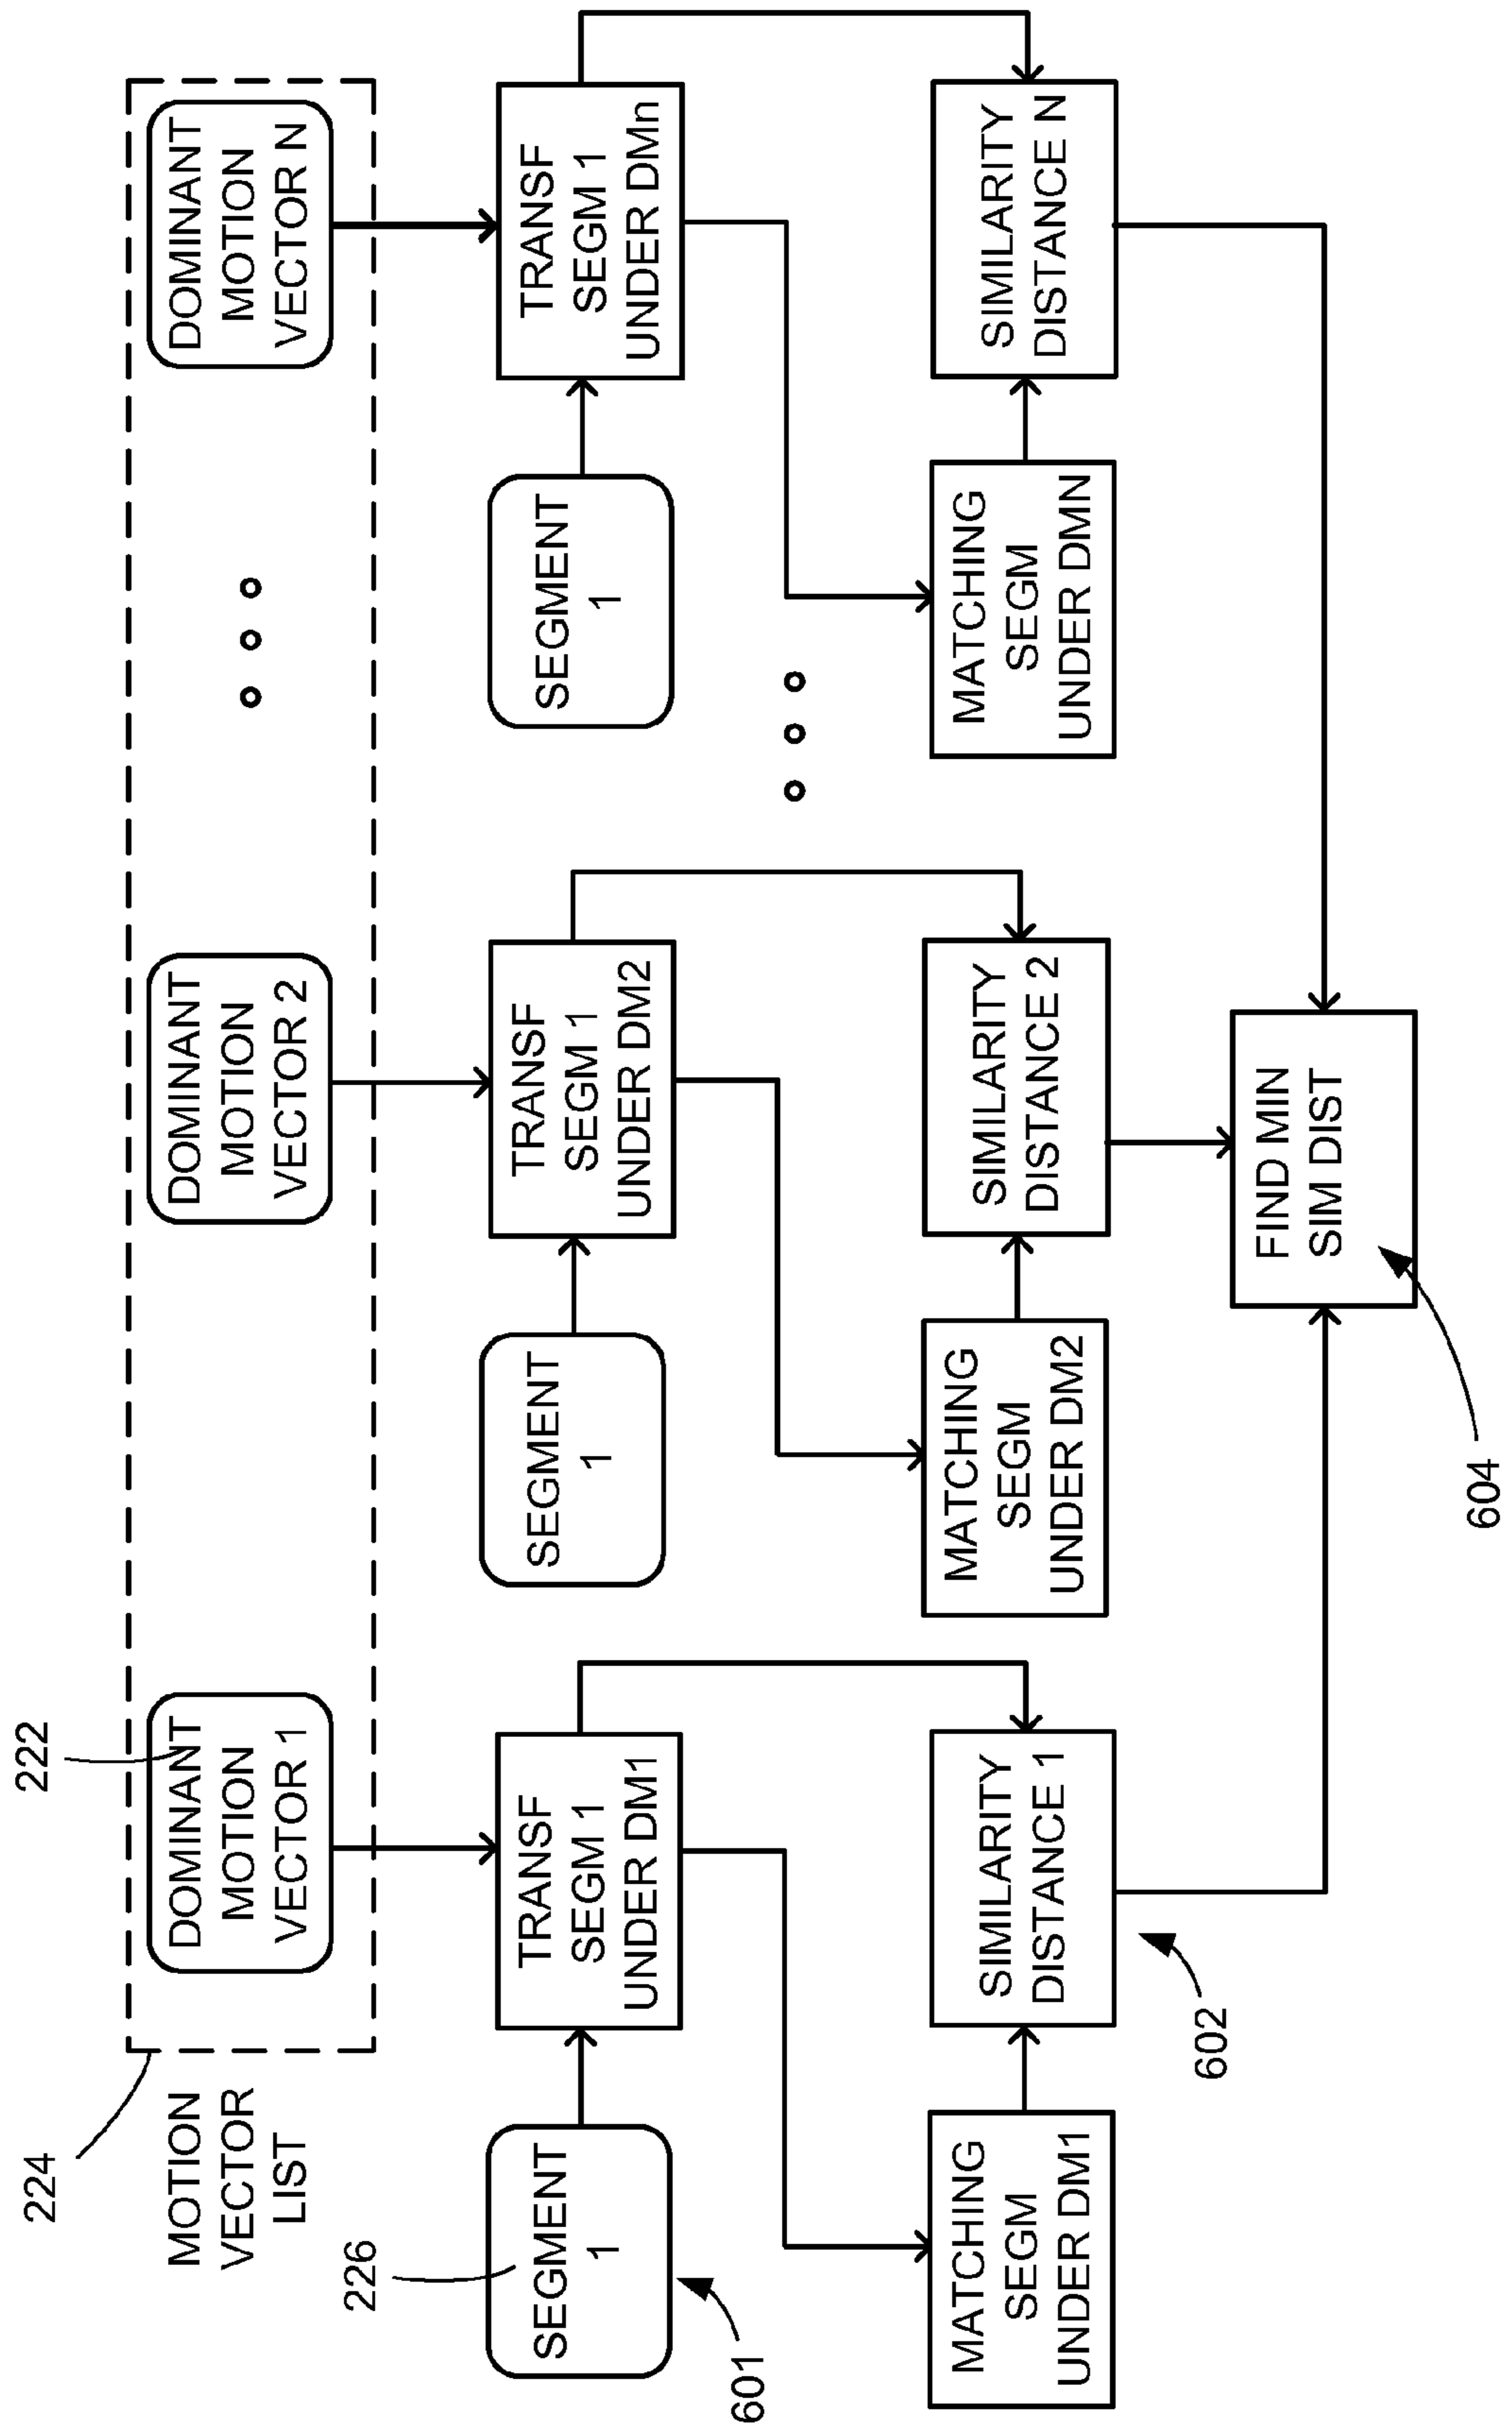 224
MOTION
VECTOR
LIST
222
DOMINANT
MOTION
VECTOR 1
DOMINANT
MOTION
VECTOR 2
DOMINANT
MOTION
VECTOR N
226
SEGMENT
1
601
TRANSF
SEGM 1
UNDER DM1
SEGMENT
1
TRANSF
SEGM 1
UNDER DM2
SEGMENT
1
TRANSF
SEGM 1
UNDER DMn
MATCHING
SEGM
UNDER DM1
SIMILARITY
DISTANCE 1
602
MATCHING
SEGM
UNDER DM2
SIMILARITY
DISTANCE 2
MATCHING
SEGM
UNDER DMN
SIMILARITY
DISTANCE N
FIND MIN
SIM DIST
604